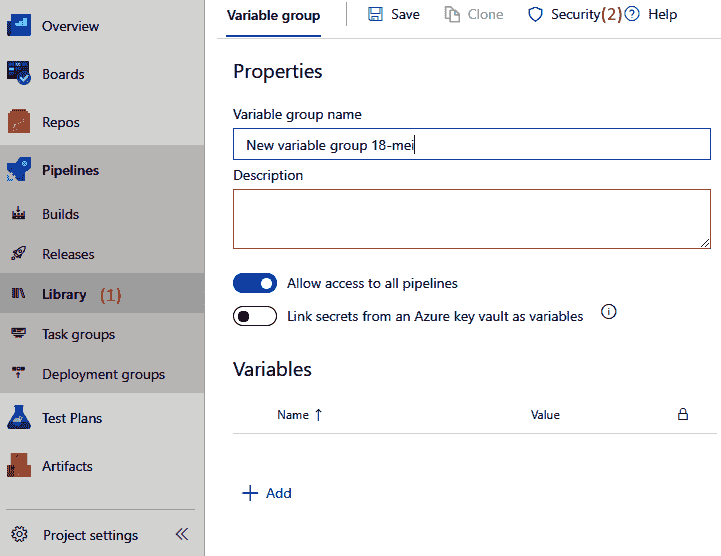 Overview
Boards
Repos
Pipelines
Builds
Releases
Library (1)
Task groups
Deployment groups
Test Plans
Artifacts
Project settings
Variable group Save Clone Security(2) Help
Properties
Variable group name
New variable group 18-mei
Description
Allow access to all pipelines
Link secrets from an Azure key vault as variables
Variables
Name ↑ Value
+ Add